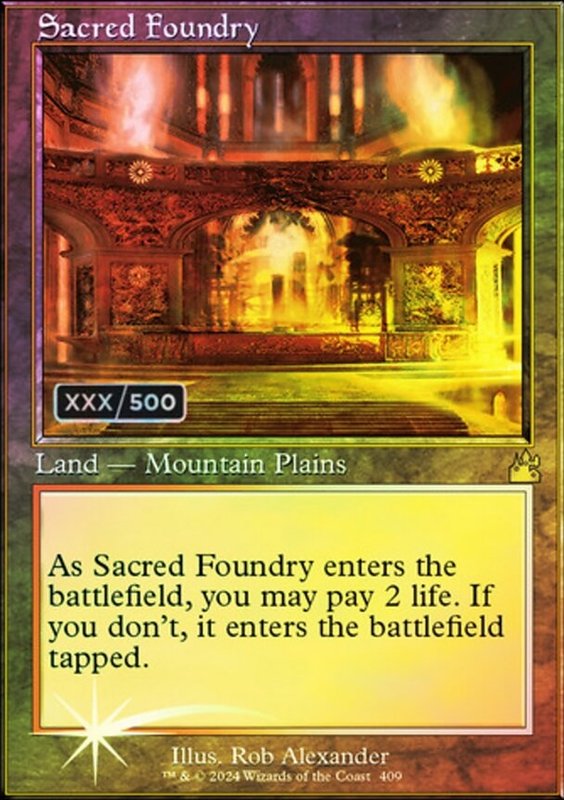 Sacred Foundry
XXX/500
Land — Mountain Plains
As Sacred Foundry enters the
battlefield, you may pay 2 life. If
you don't, it enters the battlefield
tapped.
Illus. Rob Alexander
™ & © 2024 Wizards of the Coast 409